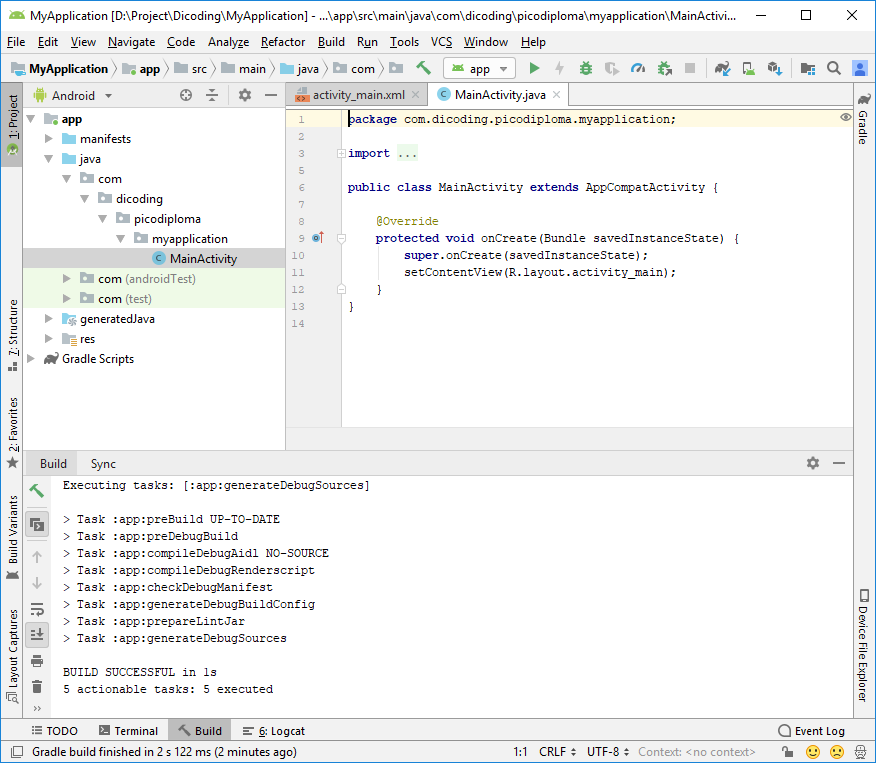 MyApplication [D:\Project\Dicoding\MyApplication] - ...\app\src\main\java\com\dicoding\picodiploma\myapplication\MainActivi...
File Edit View Navigate Code Analyze Refactor Build Run Tools VCS Window Help
MyApplication app src main java com app
1: Project
Android
activity_main.xml MainActivity.java
app
manifests
java
com
dicoding
picodiploma
myapplication
MainActivity
com (androidTest)
com (test)
generatedJava
res
Gradle Scripts
1 package com.dicoding.picodiploma.myapplication;
2
3 import ...
5
6 public class MainActivity extends AppCompatActivity {
7
8 @Override
9 protected void onCreate(Bundle savedInstanceState) {
10 super.onCreate(savedInstanceState);
11 setContentView(R.layout.activity_main);
12 }
13 }
14
Gradle
7: Structure
2: Favorites
Build Variants
Layout Captures
Device File Explorer
Build Sync
Executing tasks: [:app:generateDebugSources]
> Task :app:preBuild UP-TO-DATE
> Task :app:preDebugBuild
> Task :app:compileDebugAidl NO-SOURCE
> Task :app:compileDebugRenderscript
> Task :app:checkDebugManifest
> Task :app:generateDebugBuildConfig
> Task :app:prepareLintJar
> Task :app:generateDebugSources
BUILD SUCCESSFUL in 1s
5 actionable tasks: 5 executed
TODO Terminal Build 6: Logcat Event Log
Gradle build finished in 2 s 122 ms (2 minutes ago) 1:1 CRLF UTF-8 Context: <no context>